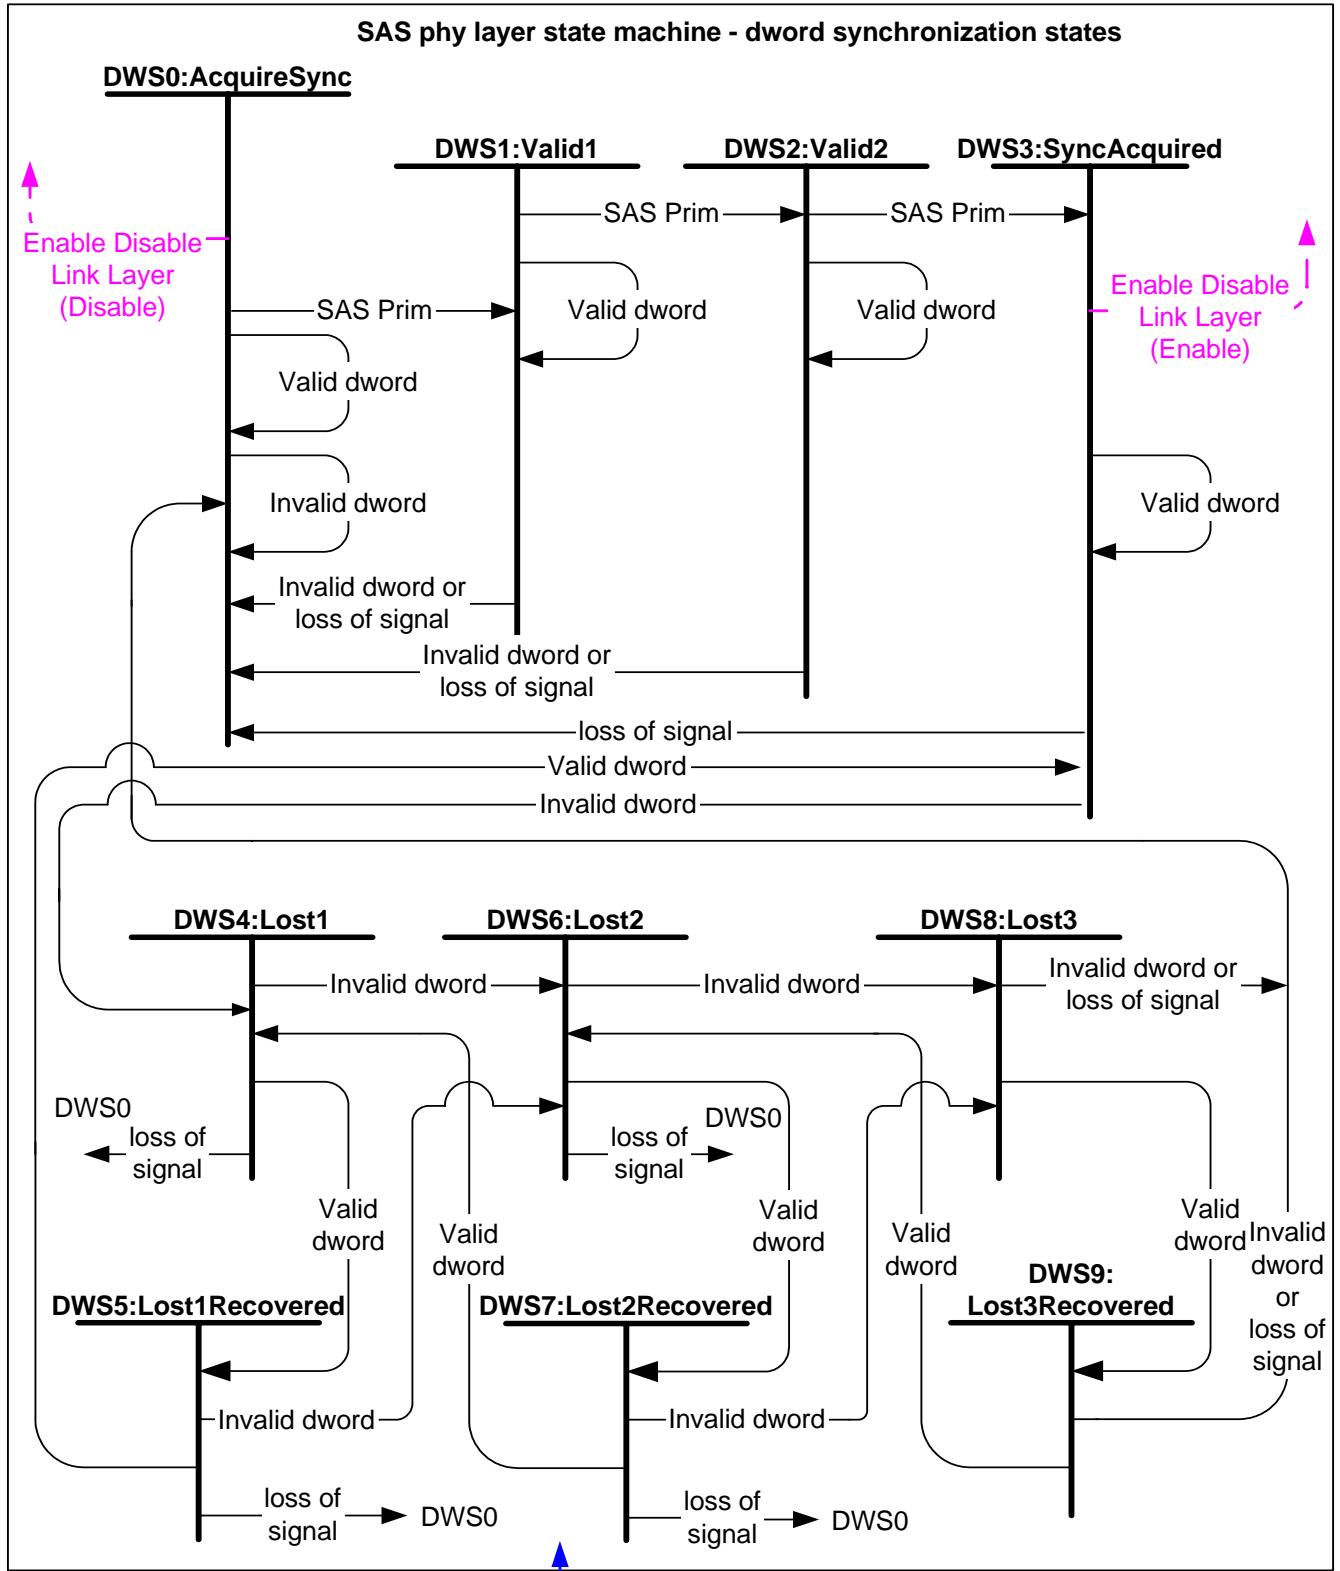 SAS phy layer state machine - dword synchronization states
DWS0:AcquireSync
DWS1:Valid1
DWS2:Valid2
DWS3:SyncAcquired
SAS Prim
SAS Prim
Enable Disable
Link Layer
(Disable)
Enable Disable
Link Layer
(Enable)
SAS Prim
Valid dword
Valid dword
Valid dword
Invalid dword
Valid dword
Invalid dword or
loss of signal
Invalid dword or
loss of signal
loss of signal
Valid dword
Invalid dword
DWS4:Lost1
DWS6:Lost2
DWS8:Lost3
Invalid dword
Invalid dword
Invalid dword or
loss of signal
DWS0
loss of
signal
DWS0
loss of
signal
Valid
dword
Valid
dword
Valid
dword
Valid
dword
Valid
dword
Invalid
dword
or
loss of
signal
DWS5:Lost1Recovered
DWS7:Lost2Recovered
DWS9:
Lost3Recovered
Invalid dword
Invalid dword
loss of
signal
DWS0
loss of
signal
DWS0